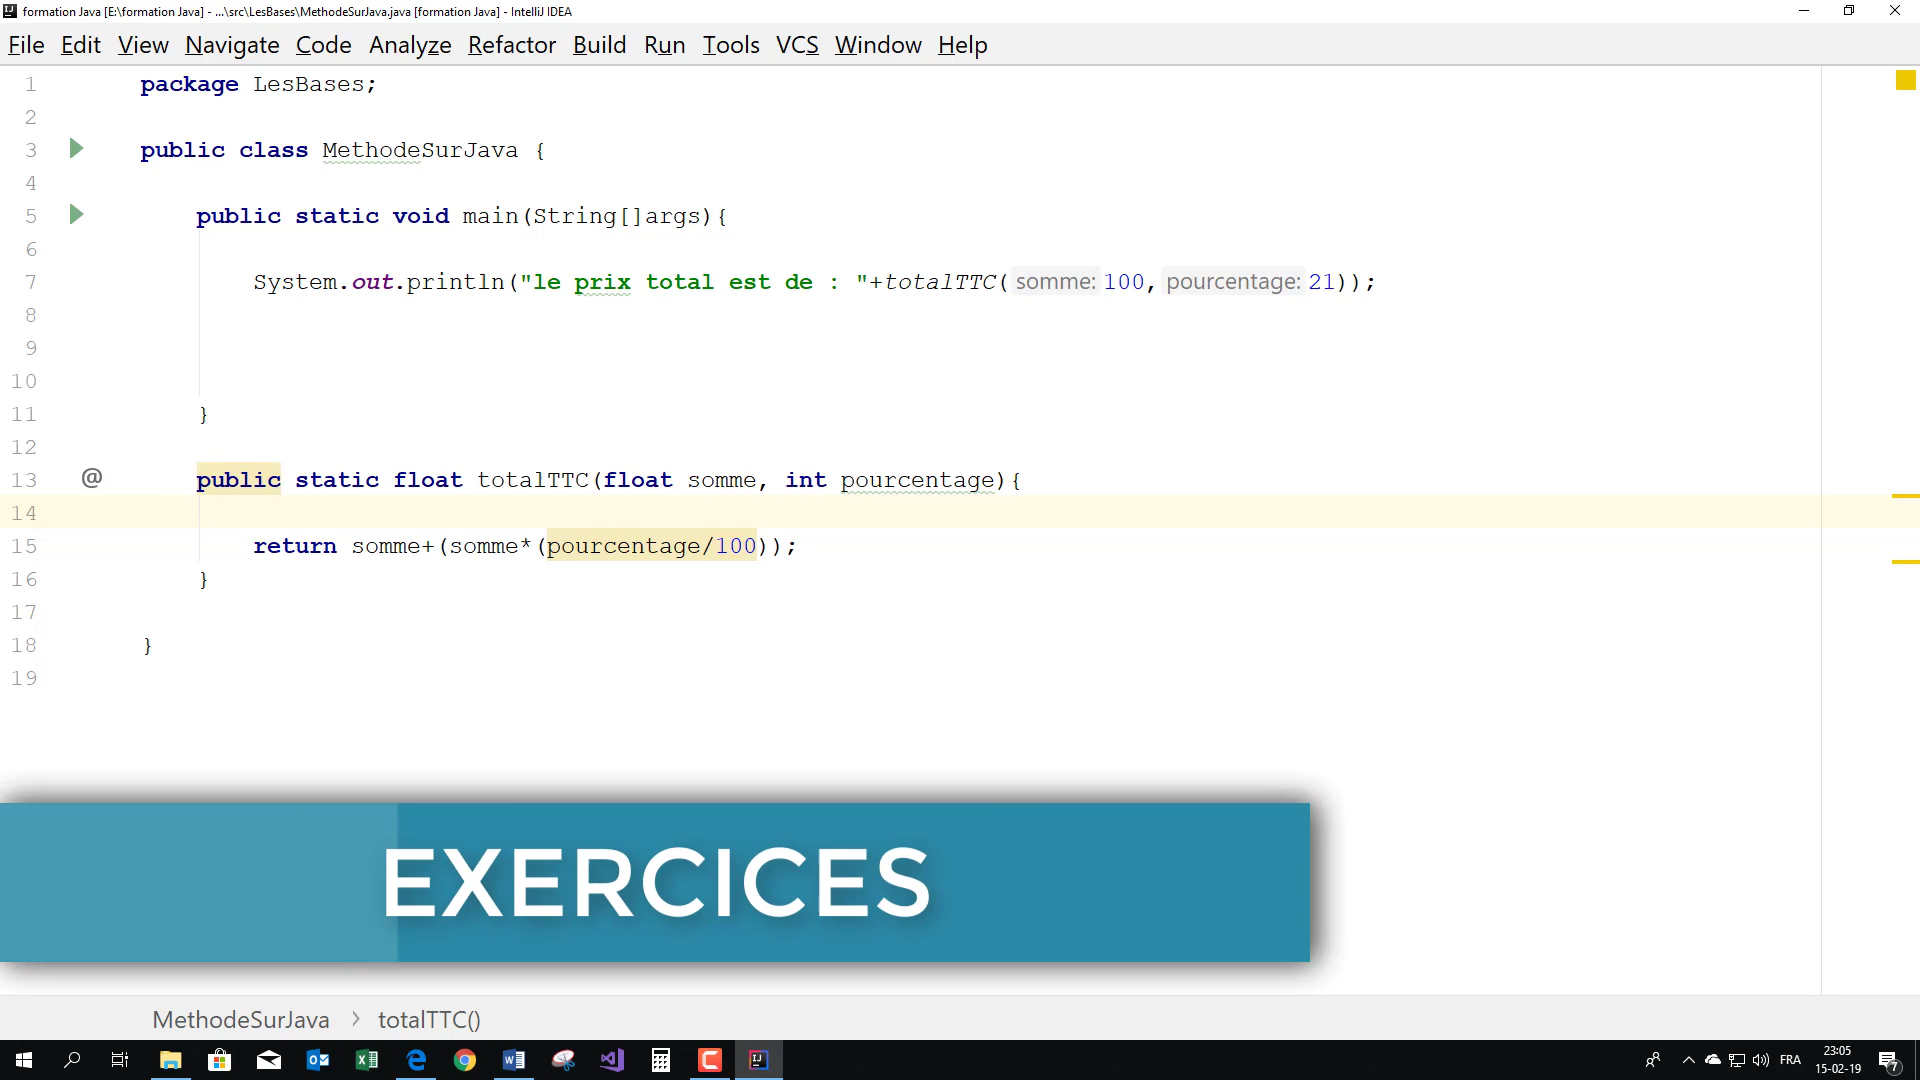 formation Java [E:\formation Java] - ...\src\LesBases\MethodeSurJava.java [formation Java] - IntelliJ IDEA
File Edit View Navigate Code Analyze Refactor Build Run Tools VCS Window Help
1 package LesBases;
2
3 public class MethodeSurJava {
4
5 public static void main(String[]args){
6
7 System.out.println("le prix total est de : "+totalTTC( somme: 100, pourcentage: 21));
8
9
10
11 }
12
13 @ public static float totalTTC(float somme, int pourcentage){
14
15 return somme+(somme*(pourcentage/100));
16 }
17
18 }
19
EXERCICES
MethodeSurJava > totalTTC()
FRA
23:05
15-02-19
7